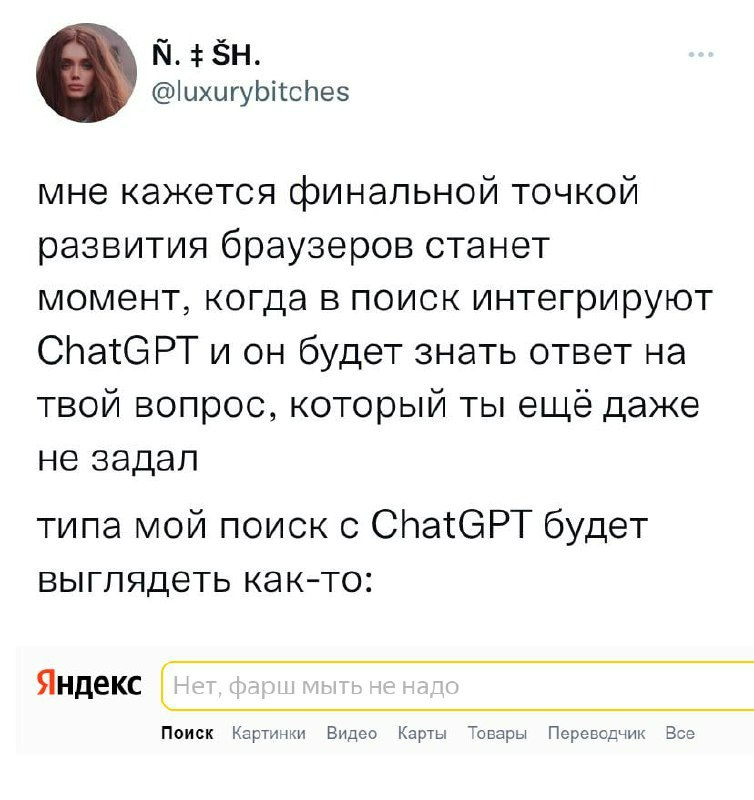 Ñ. ‡ ŠH.
@luxurybitches
мне кажется финальной точкой
развития браузеров станет
момент, когда в поиск интегрируют
ChatGPT и он будет знать ответ на
твой вопрос, который ты ещё даже
не задал
типа мой поиск с ChatGPT будет
выглядеть как-то:
Яндекс Нет, фарш мыть не надо
Поиск Картинки Видео Карты Товары Переводчик Все